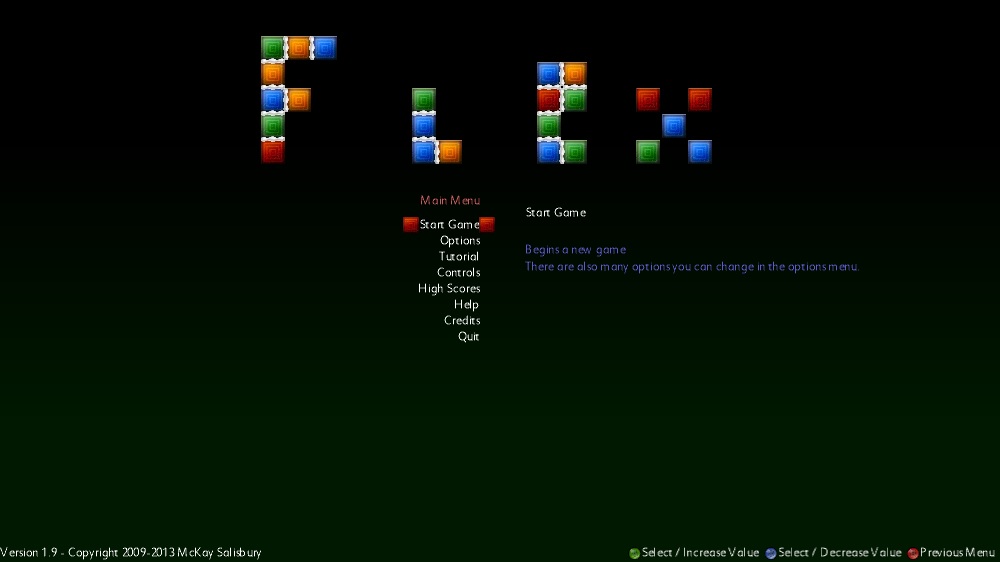 FLEx
Main Menu
Start Game
Options
Tutorial
Controls
High Scores
Help
Credits
Quit
Start Game
Begins a new game
There are also many options you can change in the options menu.
Version 1.9 - Copyright 2009-2013 McKay Salisbury
Select / Increase Value Select / Decrease Value Previous Menu